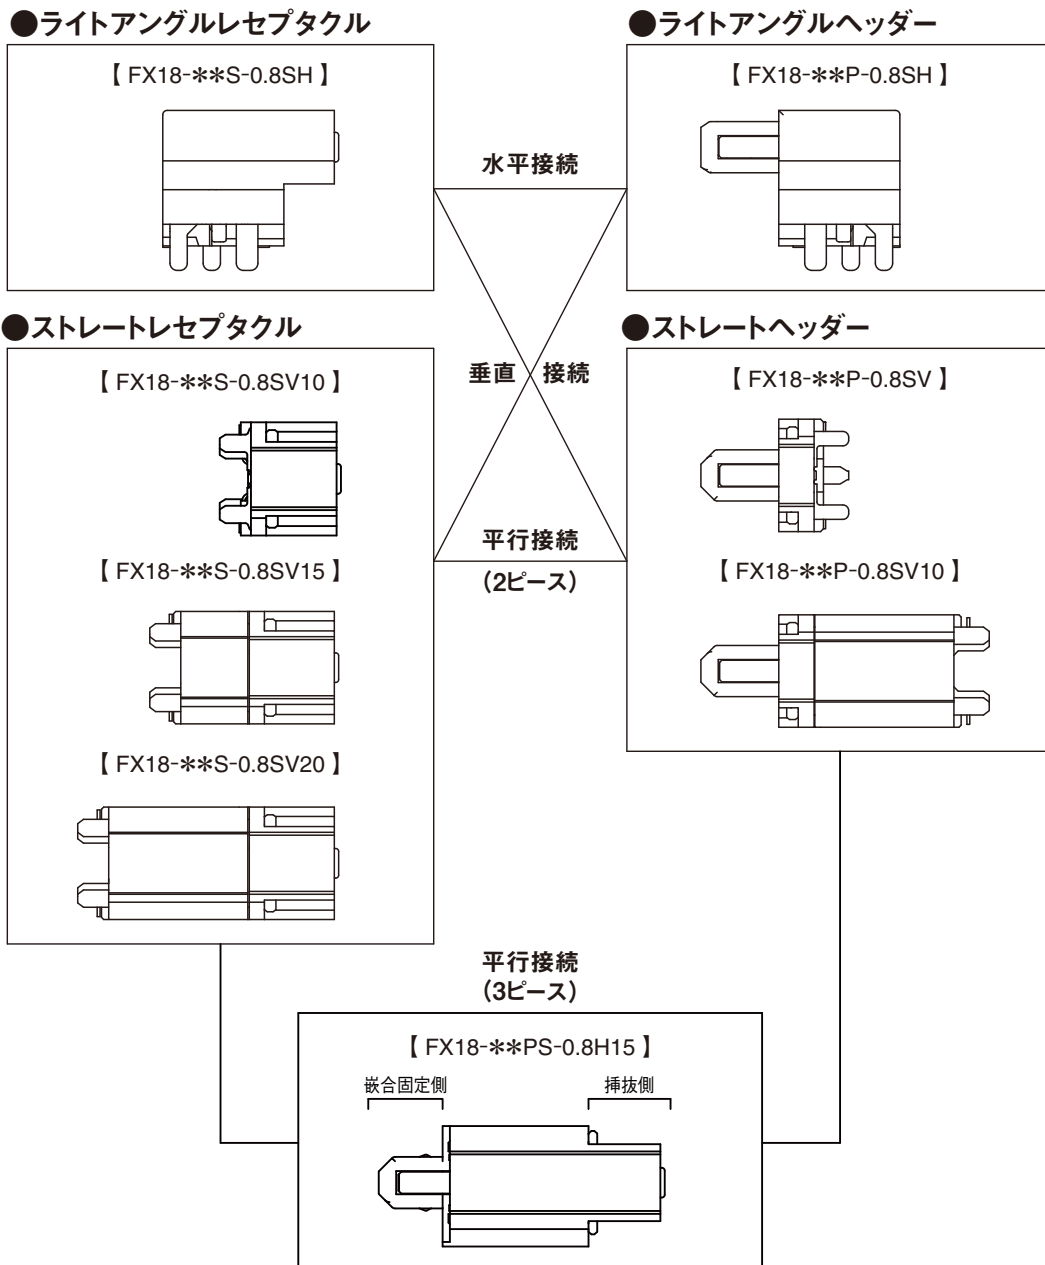 ●ライトアングルレセプタクル
【 FX18-**S-0.8SH 】
●ライトアングルヘッダー
【 FX18-**P-0.8SH 】
水平接続
●ストレートレセプタクル
【 FX18-**S-0.8SV10 】
【 FX18-**S-0.8SV15 】
【 FX18-**S-0.8SV20 】
垂直 接続
平行接続
(2ピース)
●ストレートヘッダー
【 FX18-**P-0.8SV 】
【 FX18-**P-0.8SV10 】
平行接続
(3ピース)
【 FX18-**PS-0.8H15 】
嵌合固定側
挿抜側